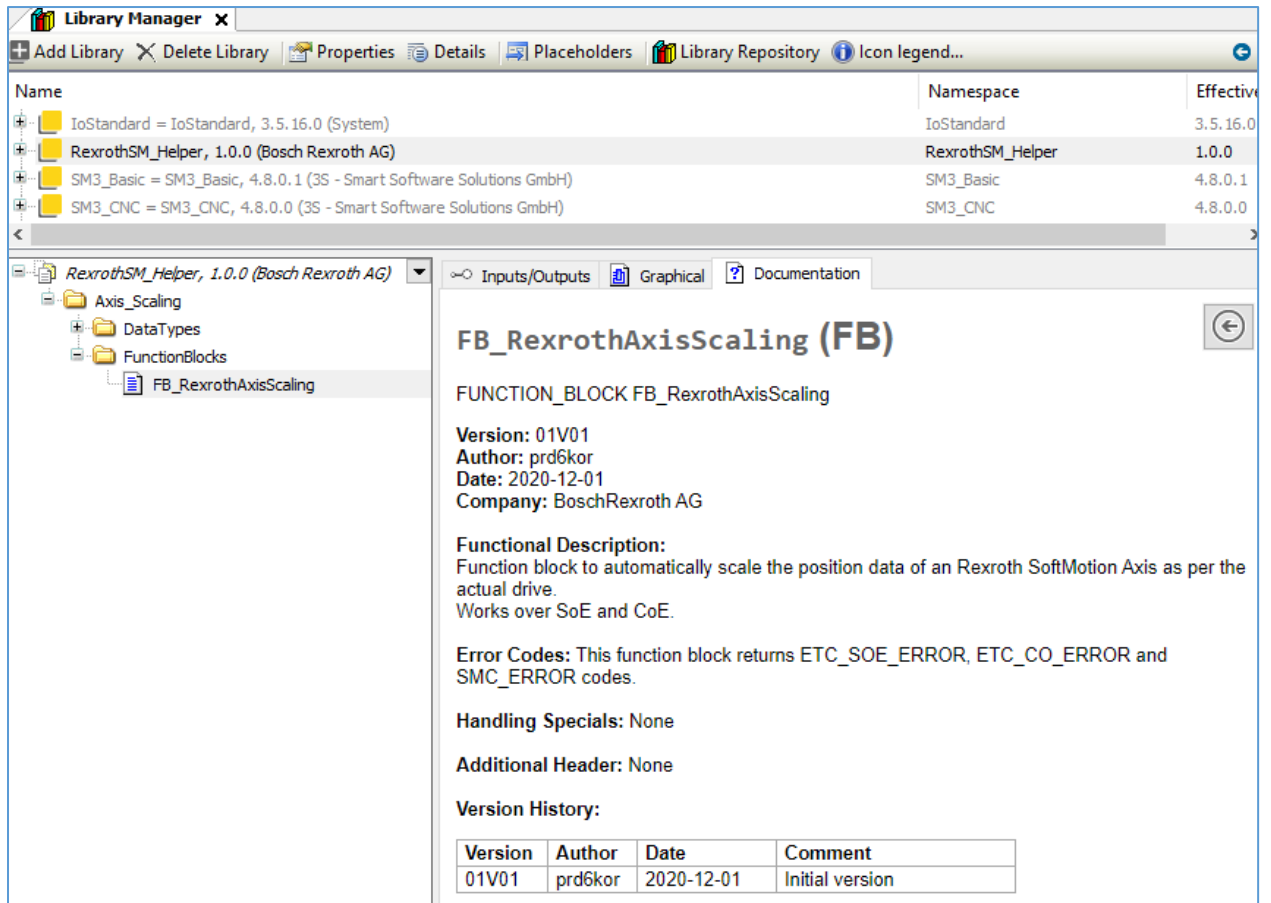 Library Manager
Add Library Delete Library Properties Details Placeholders Library Repository Icon legend...
Name Namespace Effective
IoStandard = IoStandard, 3.5.16.0 (System) IoStandard 3.5.16.0
RexrothSM_Helper, 1.0.0 (Bosch Rexroth AG) RexrothSM_Helper 1.0.0
SM3_Basic = SM3_Basic, 4.8.0.1 (3S - Smart Software Solutions GmbH) SM3_Basic 4.8.0.1
SM3_CNC = SM3_CNC, 4.8.0.0 (3S - Smart Software Solutions GmbH) SM3_CNC 4.8.0.0
RexrothSM_Helper, 1.0.0 (Bosch Rexroth AG)
Axis_Scaling
DataTypes
FunctionBlocks
FB_RexrothAxisScaling
Inputs/Outputs Graphical Documentation
FB_RexrothAxisScaling (FB)
FUNCTION_BLOCK FB_RexrothAxisScaling
Version: 01V01
Author: prd6kor
Date: 2020-12-01
Company: BoschRexroth AG
Functional Description:
Function block to automatically scale the position data of an Rexroth SoftMotion Axis as per the
actual drive.
Works over SoE and CoE.
Error Codes: This function block returns ETC_SOE_ERROR, ETC_CO_ERROR and
SMC_ERROR codes.
Handling Specials: None
Additional Header: None
Version History:
Version Author Date Comment
01V01 prd6kor 2020-12-01 Initial version